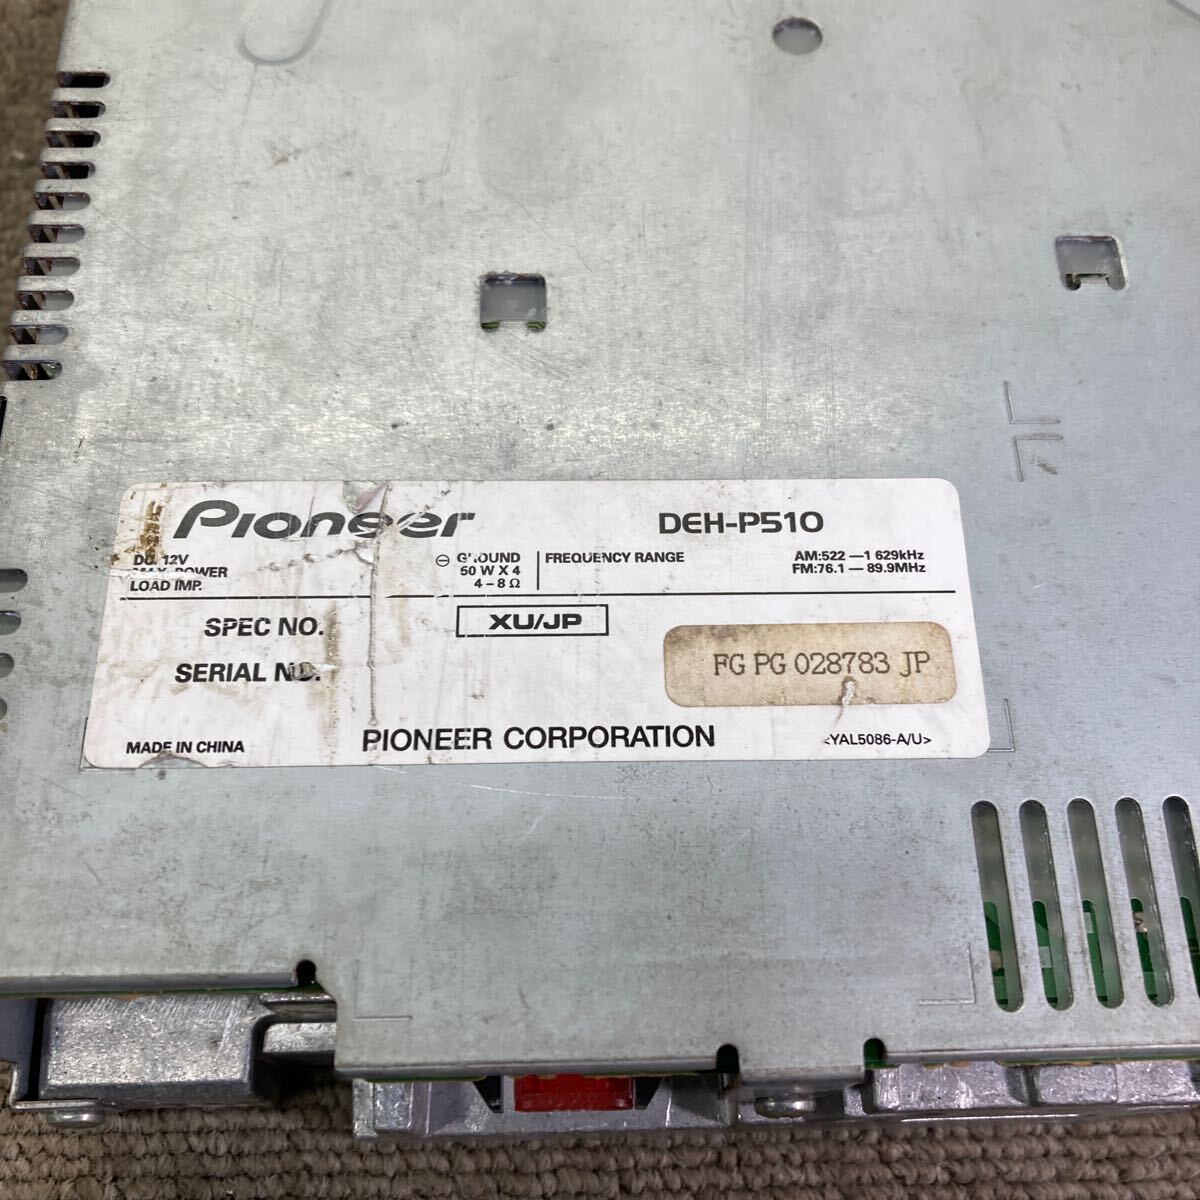 Pioneer DEH-P510
DC. 12V ⊖ GROUND FREQUENCY RANGE AM:522 —1 629kHz
MAX. POWER 50 W X 4 FM:76.1 — 89.9MHz
LOAD IMP. 4 – 8 Ω
SPEC NO. XU/JP
SERIAL NO. FG PG 028783 JP
MADE IN CHINA PIONEER CORPORATION <YAL5086-A/U>